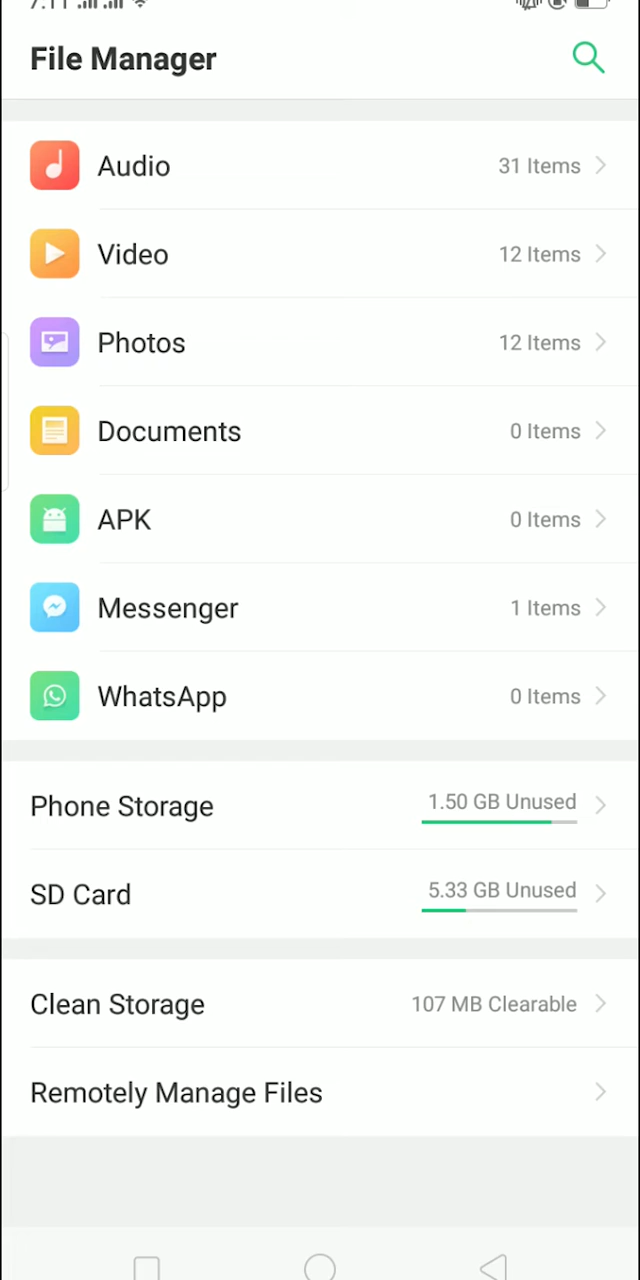 File Manager
Audio 31 Items
Video 12 Items
Photos 12 Items
Documents 0 Items
APK 0 Items
Messenger 1 Items
WhatsApp 0 Items
Phone Storage 1.50 GB Unused
SD Card 5.33 GB Unused
Clean Storage 107 MB Clearable
Remotely Manage Files